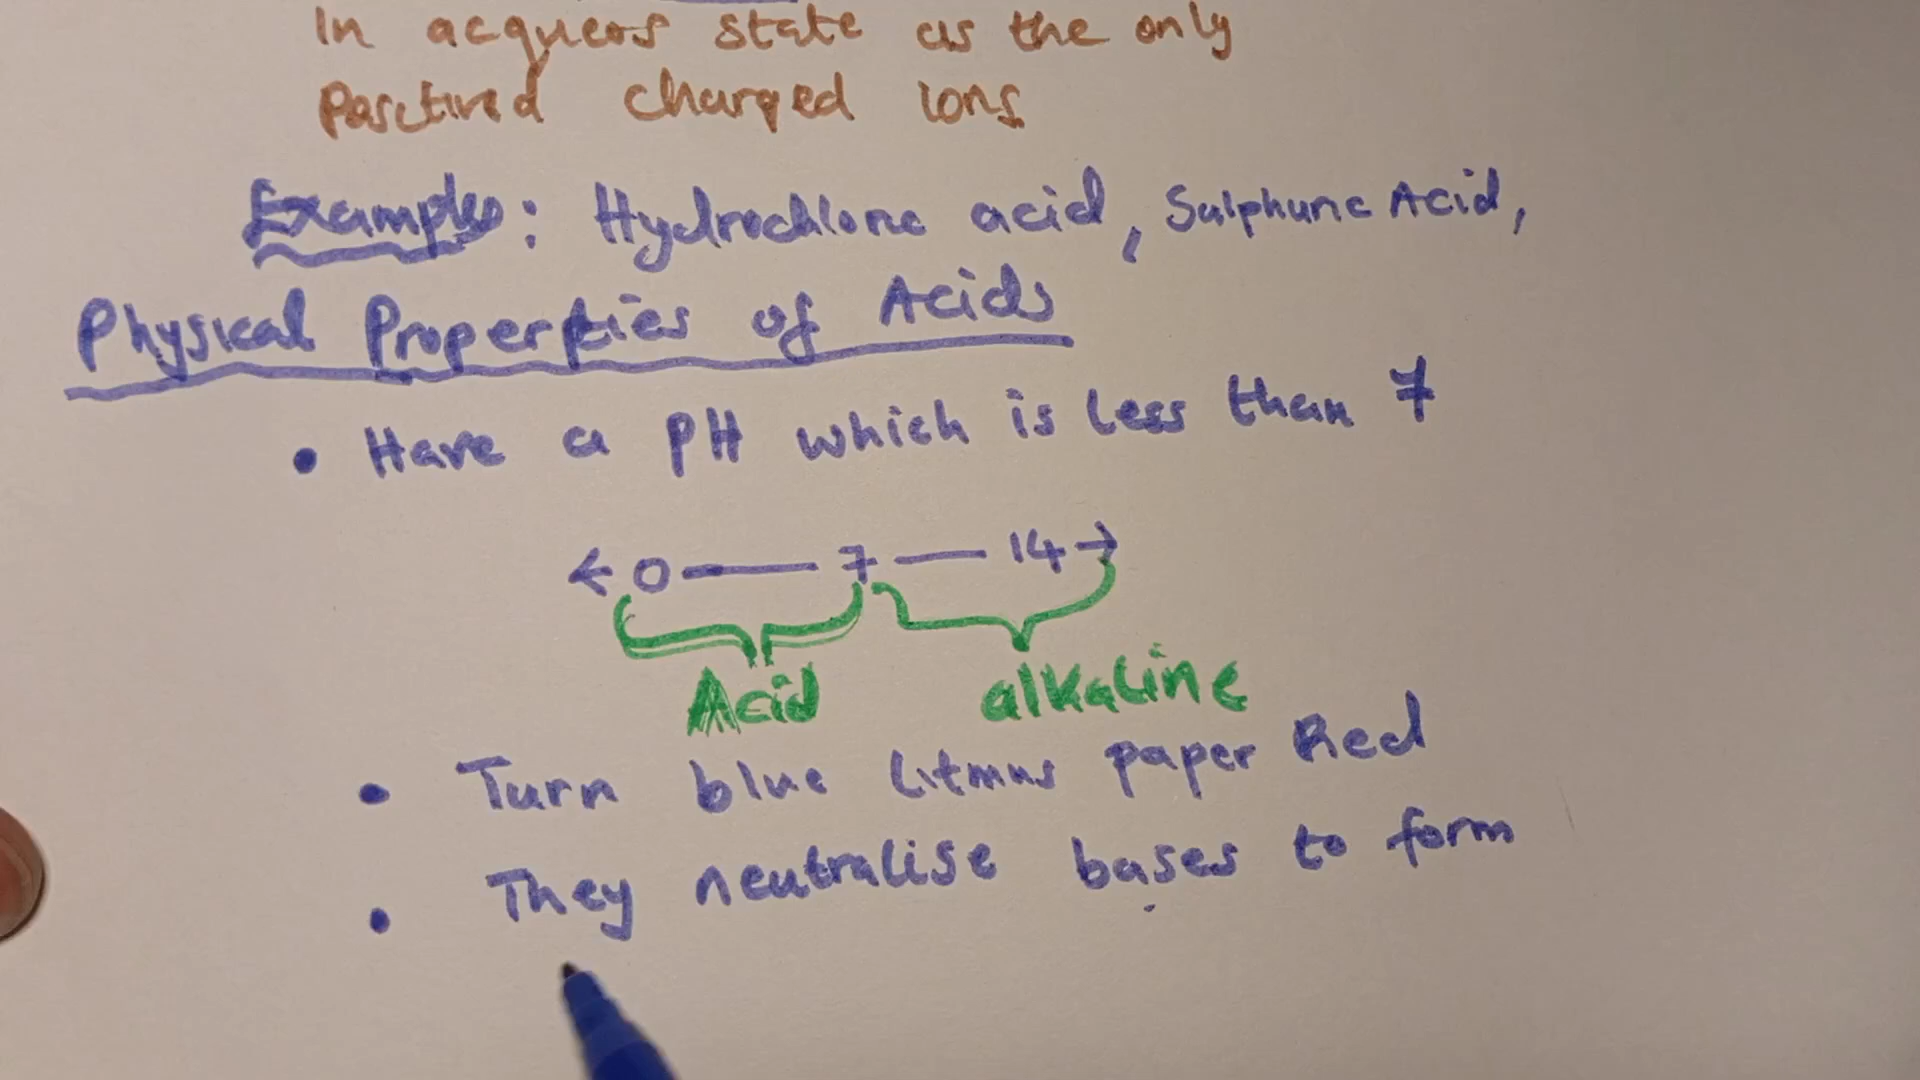 In acqueos state as the only
Positived charged ions
Examples: Hydrochloric acid, Sulphuric Acid,
Physical Properties of Acids
• Have a PH which is less than 7
← 0 — 7 — 14 →
Acid alkaline
• Turn blue litmus paper Red
• They neutralise bases to form